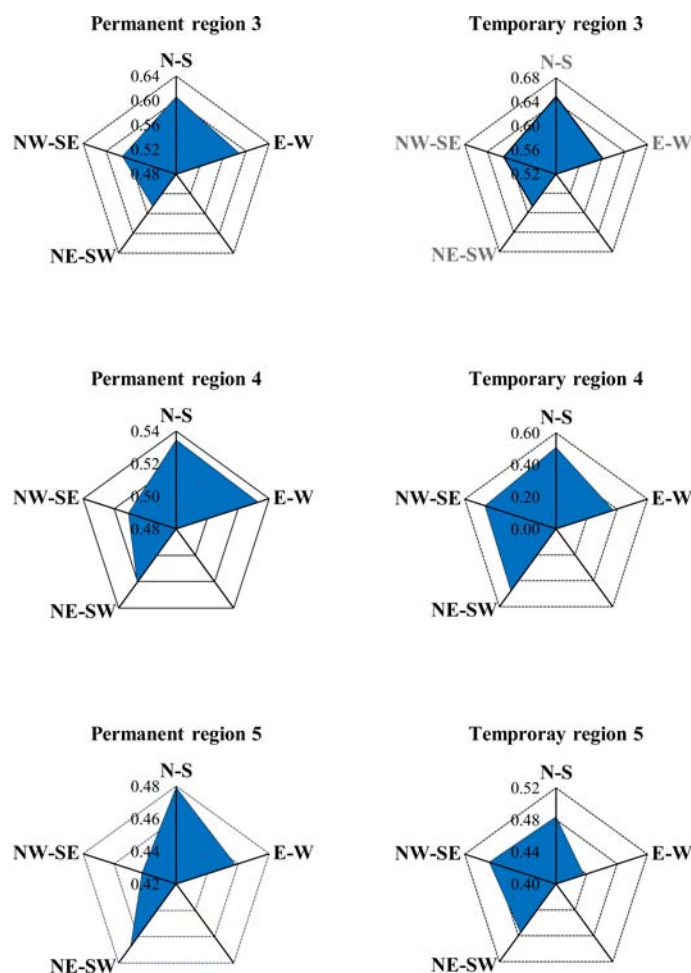 Permanent region 3
N-S
0.64
0.60
0.56
0.52
0.48
NW-SE
E-W
NE-SW
Temporary region 3
N-S
0.68
0.64
0.60
0.56
0.52
NW-SE
E-W
NE-SW
Permanent region 4
N-S
0.54
0.52
0.50
0.48
NW-SE
E-W
NE-SW
Temporary region 4
N-S
0.60
0.40
0.20
0.00
NW-SE
E-W
NE-SW
Permanent region 5
N-S
0.48
0.46
0.44
0.42
NW-SE
E-W
NE-SW
Temproray region 5
N-S
0.52
0.48
0.44
0.40
NW-SE
E-W
NE-SW